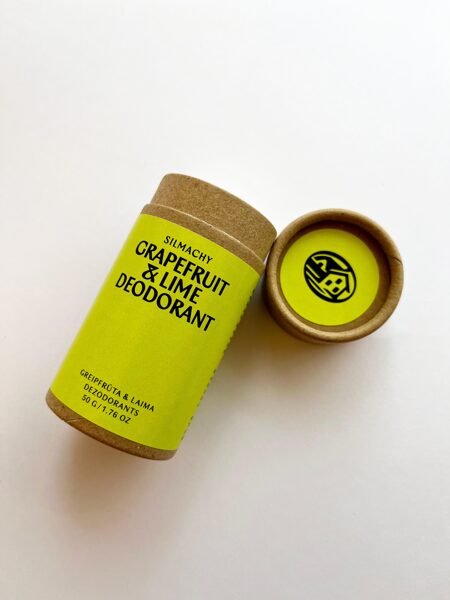 SILMACHY
GRAPEFRUIT
& LIME
DEODORANT
GREIPFRŪTA & LAIMA
DEZODORANTS
50 G / 1.76 OZ